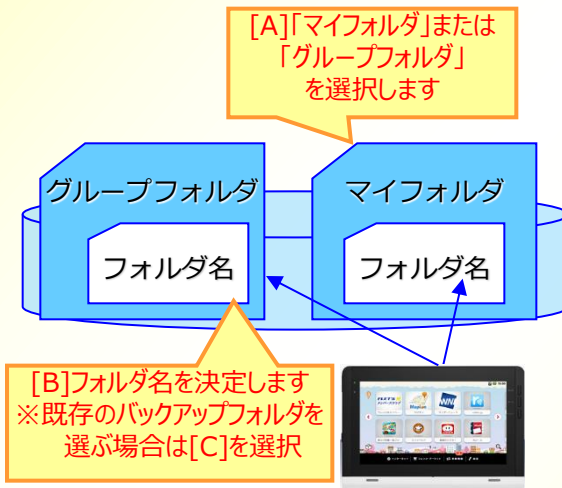 [A]「マイフォルダ」または
「グループフォルダ」
を選択します
グループフォルダ
マイフォルダ
フォルダ名
フォルダ名
[B]フォルダ名を決定します
※既存のバックアップフォルダを
選ぶ場合は[C]を選択